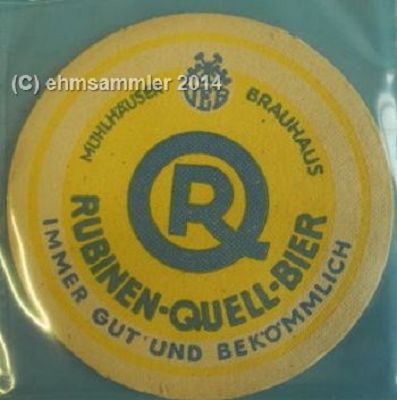 (C) ehmsammler 2014
MÜHLHÄUSER VEB BRAUHAUS
RQ
RUBINEN-QUELL-BIER
IMMER GUT UND BEKÖMMLICH